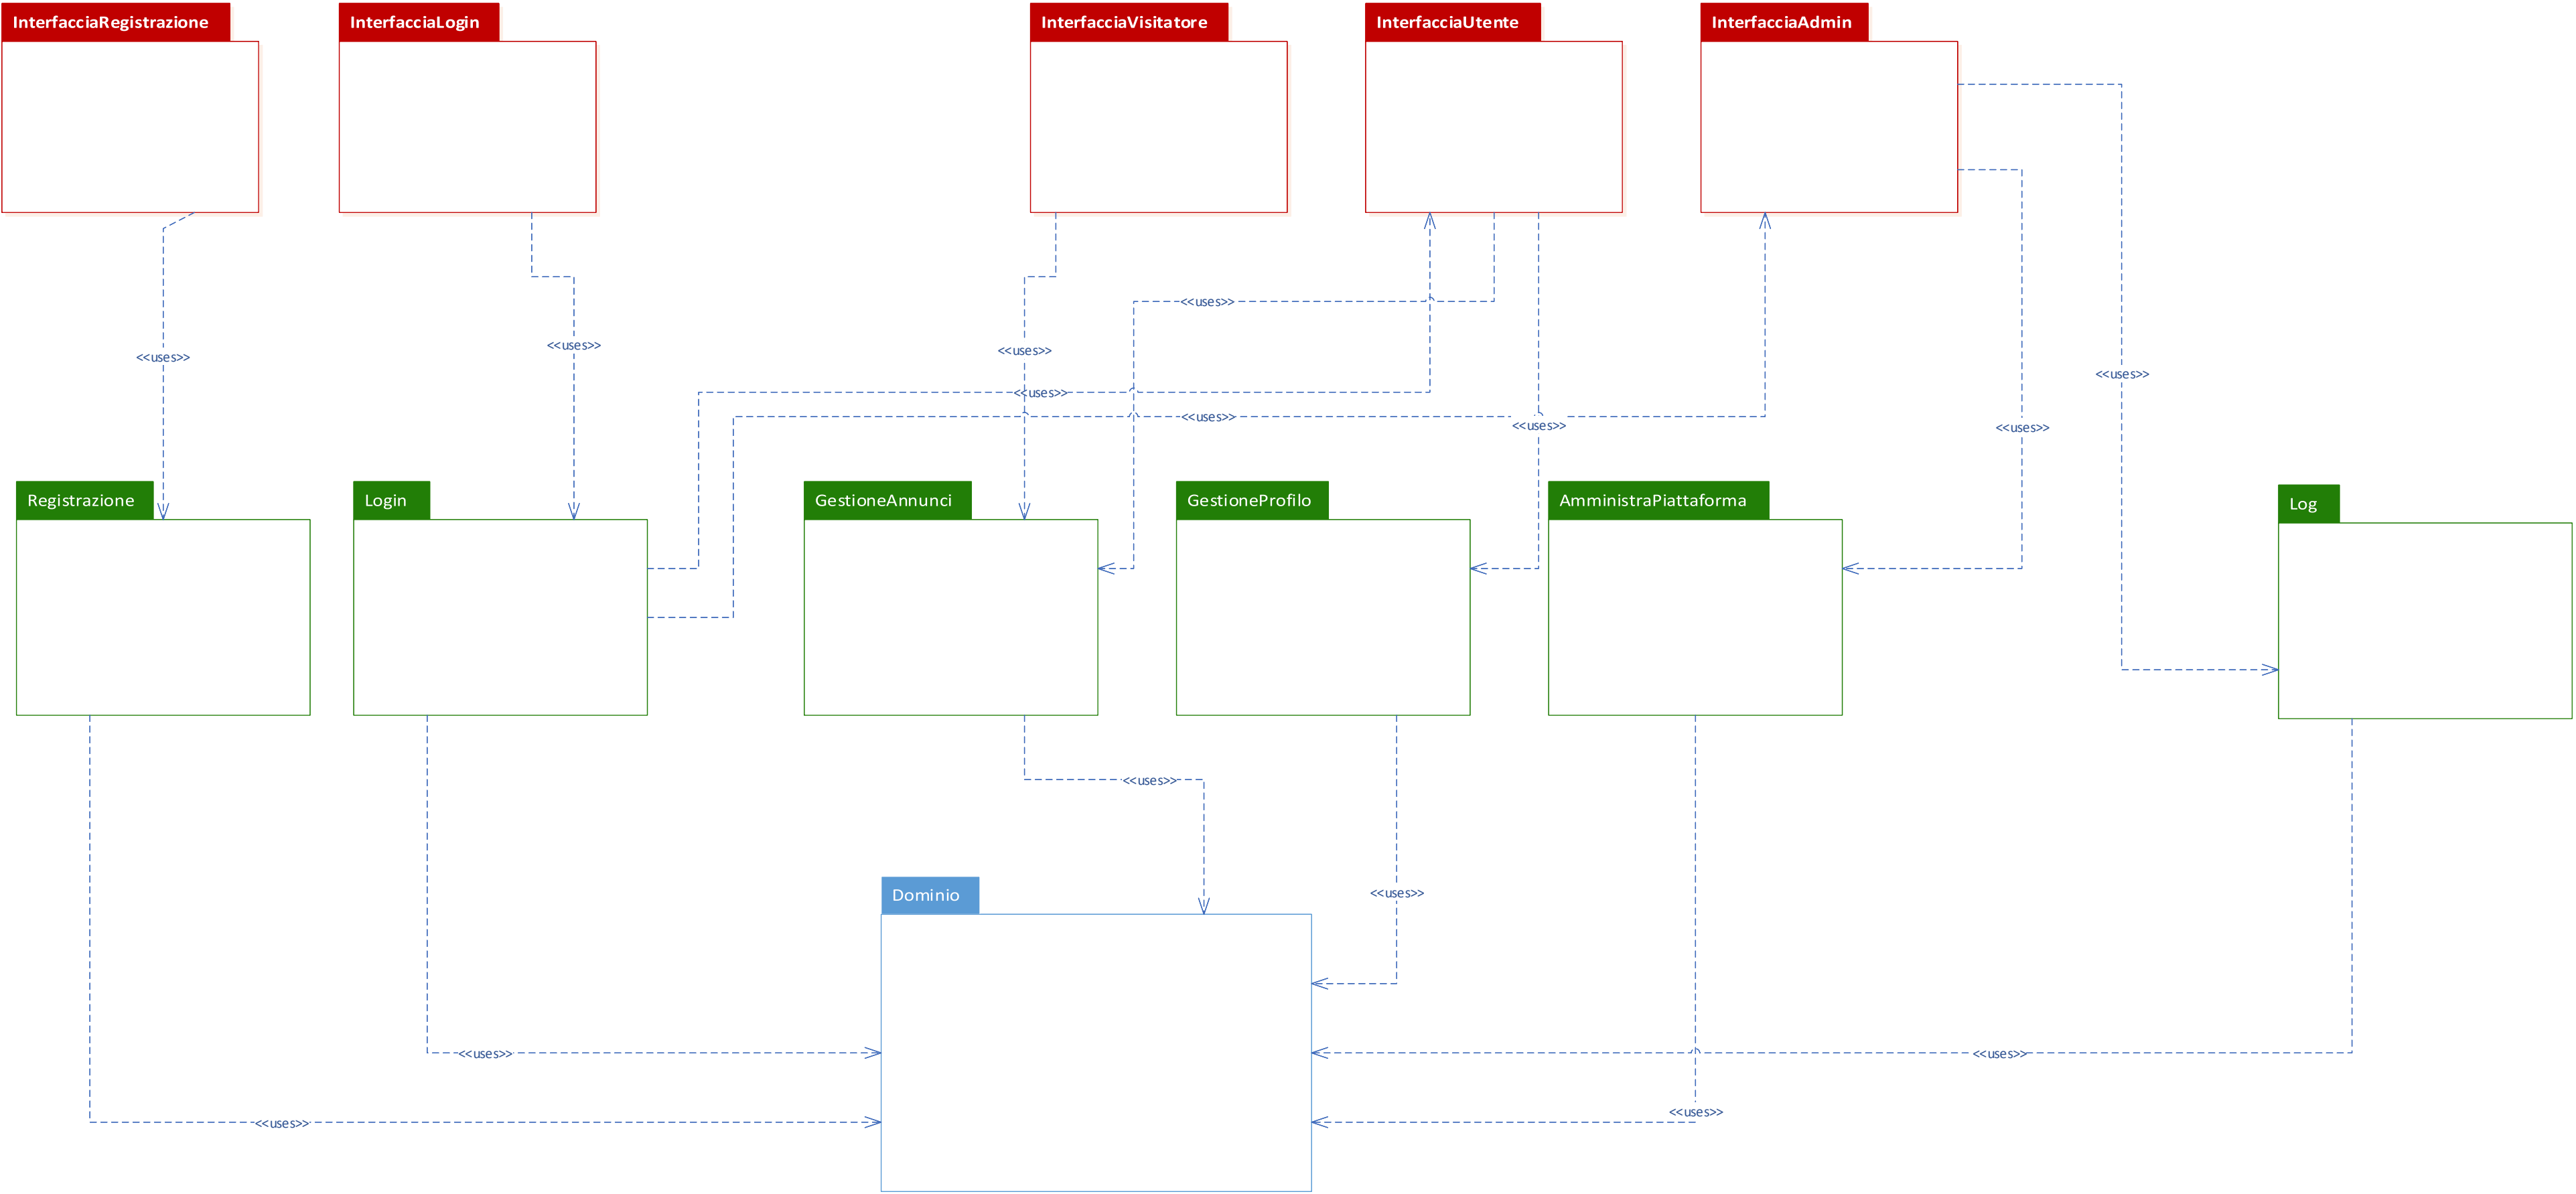 InterfacciaRegistrazione
InterfacciaLogin
InterfacciaVisitatore
InterfacciaUtente
InterfacciaAdmin
<<uses>>
<<uses>>
<<uses>>
<<uses>>
<<uses>>
<<uses>>
<<uses>>
<<uses>>
<<uses>>
<<uses>>
Registrazione
Login
GestioneAnnunci
GestioneProfilo
AmministraPiattaforma
Log
<<uses>>
<<uses>>
Dominio
<<uses>>
<<uses>>
<<uses>>
<<uses>>